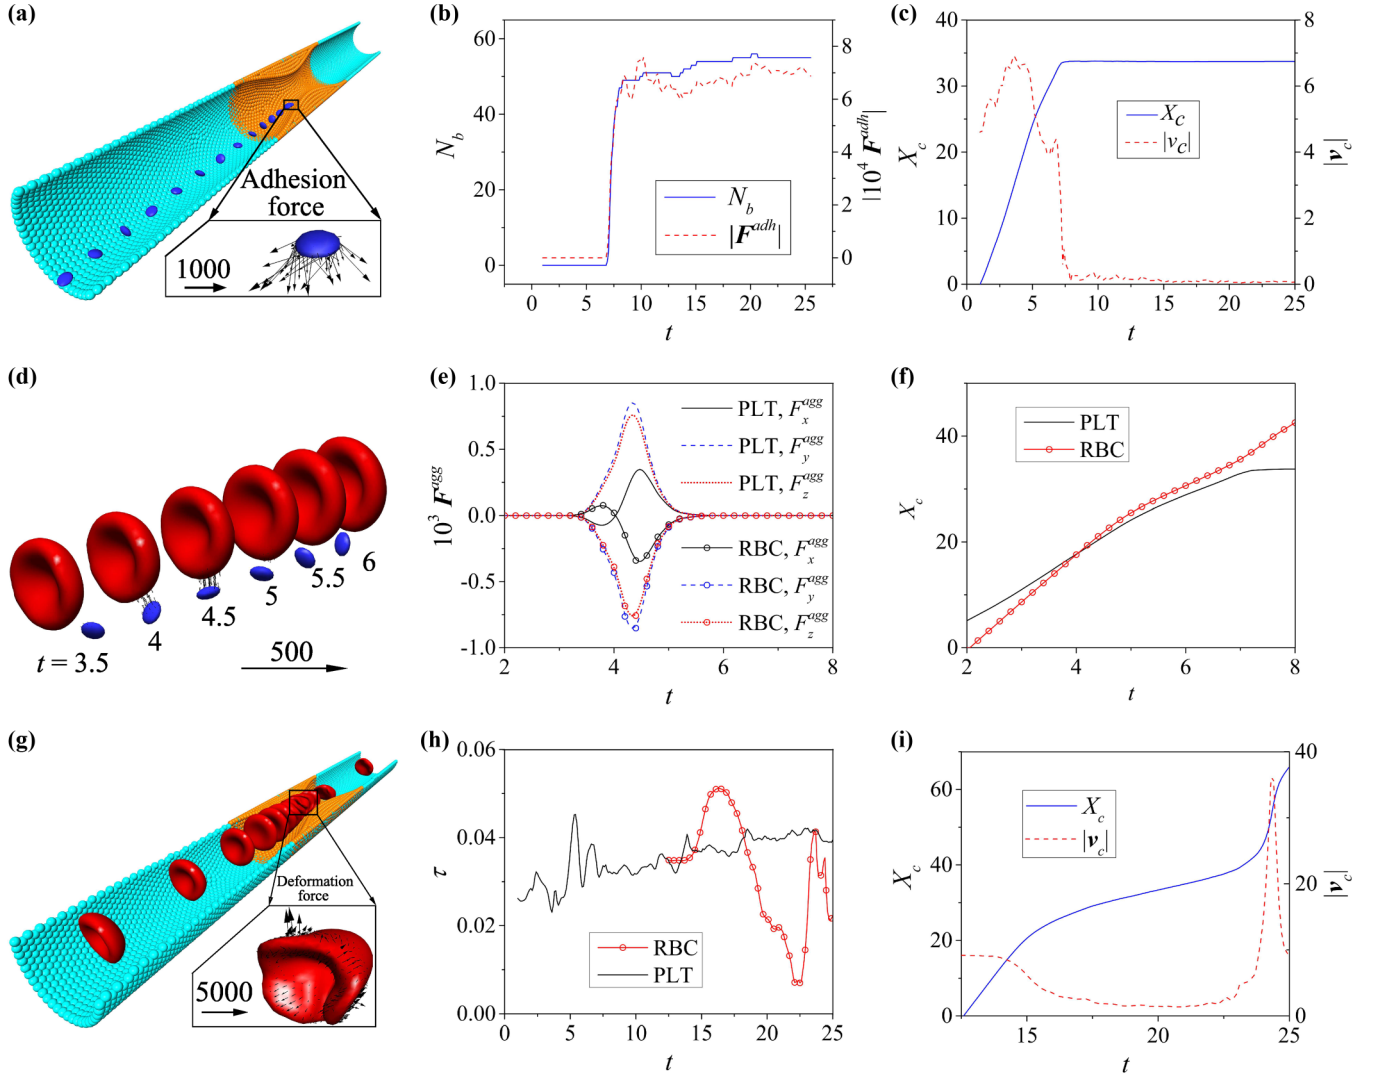 (a)
Adhesion
force
1000
(b)
60
40
20
0
N_b
8
6
4
2
0
|10^4 F^adh|
N_b
|F^adh|
0 5 10 15 20 25
t
(c)
40
30
20
10
0
X_c
8
6
4
2
0
|v_c|
X_c
|v_c|
0 5 10 15 20 25
t
(d)
t = 3.5
4
4.5
5
5.5
6
500
(e)
1.0
0.5
0.0
-0.5
-1.0
10^3 F^agg
PLT, F_x^agg
PLT, F_y^agg
PLT, F_z^agg
RBC, F_x^agg
RBC, F_y^agg
RBC, F_z^agg
2 4 6 8
t
(f)
40
20
0
X_c
PLT
RBC
2 4 6 8
t
(g)
Deformation
force
5000
(h)
0.06
0.04
0.02
0.00
τ
RBC
PLT
0 5 10 15 20 25
t
(i)
60
40
20
0
X_c
40
20
0
|v_c|
X_c
|v_c|
15 20 25
t